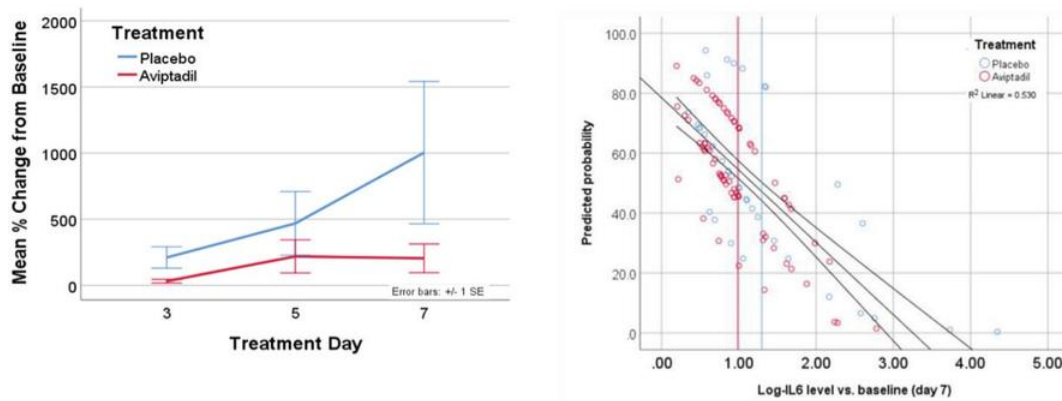 2000
1500
1000
500
0
Mean % Change from Baseline
Treatment
Placebo
Aviptadil
Error bars: +/- 1 SE
3 5 7
Treatment Day
100.0
80.0
60.0
40.0
20.0
.0
Predicted probability
Treatment
Placebo
Aviptadil
R2 Linear = 0.530
.00 1.00 2.00 3.00 4.00 5.00
Log-IL6 level vs. baseline (day 7)